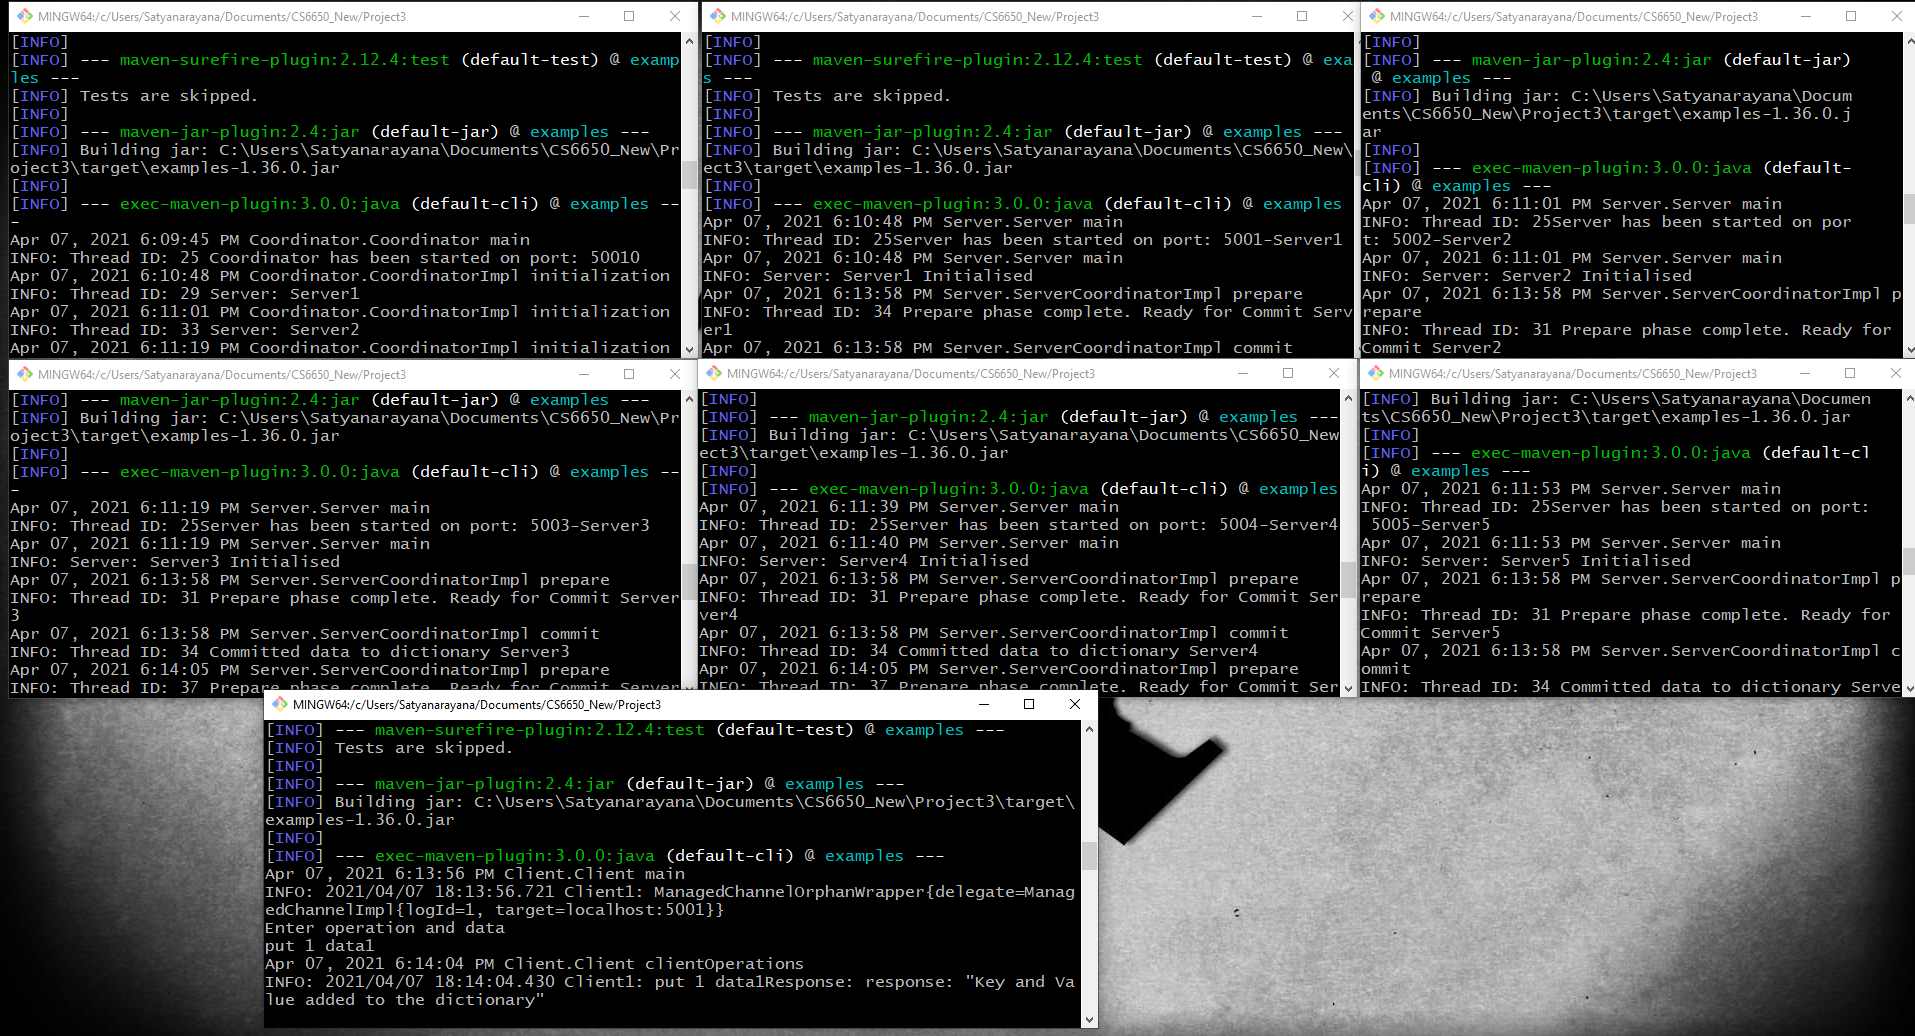 MINGW64:/c/Users/Satyanarayana/Documents/CS6650_New/Project3
[INFO]
[INFO] --- maven-surefire-plugin:2.12.4:test (default-test) @ examp
les ---
[INFO] Tests are skipped.
[INFO]
[INFO] --- maven-jar-plugin:2.4:jar (default-jar) @ examples ---
[INFO] Building jar: C:\Users\Satyanarayana\Documents\CS6650_New\Pr
oject3\target\examples-1.36.0.jar
[INFO]
[INFO] --- exec-maven-plugin:3.0.0:java (default-cli) @ examples --
-
Apr 07, 2021 6:09:45 PM Coordinator.Coordinator main
INFO: Thread ID: 25 Coordinator has been started on port: 50010
Apr 07, 2021 6:10:48 PM Coordinator.CoordinatorImpl initialization
INFO: Thread ID: 29 Server: Server1
Apr 07, 2021 6:11:01 PM Coordinator.CoordinatorImpl initialization
INFO: Thread ID: 33 Server: Server2
Apr 07, 2021 6:11:19 PM Coordinator.CoordinatorImpl initialization
MINGW64:/c/Users/Satyanarayana/Documents/CS6650_New/Project3
[INFO]
[INFO] --- maven-surefire-plugin:2.12.4:test (default-test) @ exa
s ---
[INFO] Tests are skipped.
[INFO]
[INFO] --- maven-jar-plugin:2.4:jar (default-jar) @ examples ---
[INFO] Building jar: C:\Users\Satyanarayana\Documents\CS6650_New\
ect3\target\examples-1.36.0.jar
[INFO]
[INFO] --- exec-maven-plugin:3.0.0:java (default-cli) @ examples
Apr 07, 2021 6:10:48 PM Server.Server main
INFO: Thread ID: 25Server has been started on port: 5001-Server1
Apr 07, 2021 6:10:48 PM Server.Server main
INFO: Server: Server1 Initialised
Apr 07, 2021 6:13:58 PM Server.ServerCoordinatorImpl prepare
INFO: Thread ID: 34 Prepare phase complete. Ready for Commit Serv
er1
Apr 07, 2021 6:13:58 PM Server.ServerCoordinatorImpl commit
MINGW64:/c/Users/Satyanarayana/Documents/CS6650_New/Project3
[INFO]
[INFO] --- maven-jar-plugin:2.4:jar (default-jar)
@ examples ---
[INFO] Building jar: C:\Users\Satyanarayana\Docum
ents\CS6650_New\Project3\target\examples-1.36.0.j
ar
[INFO]
[INFO] --- exec-maven-plugin:3.0.0:java (default-
cli) @ examples ---
Apr 07, 2021 6:11:01 PM Server.Server main
INFO: Thread ID: 25Server has been started on por
t: 5002-Server2
Apr 07, 2021 6:11:01 PM Server.Server main
INFO: Server: Server2 Initialised
Apr 07, 2021 6:13:58 PM Server.ServerCoordinatorImpl p
repare
INFO: Thread ID: 31 Prepare phase complete. Ready for
Commit Server2
MINGW64:/c/Users/Satyanarayana/Documents/CS6650_New/Project3
[INFO] --- maven-jar-plugin:2.4:jar (default-jar) @ examples ---
[INFO] Building jar: C:\Users\Satyanarayana\Documents\CS6650_New\Pr
oject3\target\examples-1.36.0.jar
[INFO]
[INFO] --- exec-maven-plugin:3.0.0:java (default-cli) @ examples --
-
Apr 07, 2021 6:11:19 PM Server.Server main
INFO: Thread ID: 25Server has been started on port: 5003-Server3
Apr 07, 2021 6:11:19 PM Server.Server main
INFO: Server: Server3 Initialised
Apr 07, 2021 6:13:58 PM Server.ServerCoordinatorImpl prepare
INFO: Thread ID: 31 Prepare phase complete. Ready for Commit Server
3
Apr 07, 2021 6:13:58 PM Server.ServerCoordinatorImpl commit
INFO: Thread ID: 34 Committed data to dictionary Server3
Apr 07, 2021 6:14:05 PM Server.ServerCoordinatorImpl prepare
INFO: Thread ID: 37 Prepare phase complete. Ready for Commit Server
MINGW64:/c/Users/Satyanarayana/Documents/CS6650_New/Project3
[INFO]
[INFO] --- maven-jar-plugin:2.4:jar (default-jar) @ examples ---
[INFO] Building jar: C:\Users\Satyanarayana\Documents\CS6650_New
ect3\target\examples-1.36.0.jar
[INFO]
[INFO] --- exec-maven-plugin:3.0.0:java (default-cli) @ examples
Apr 07, 2021 6:11:39 PM Server.Server main
INFO: Thread ID: 25Server has been started on port: 5004-Server4
Apr 07, 2021 6:11:40 PM Server.Server main
INFO: Server: Server4 Initialised
Apr 07, 2021 6:13:58 PM Server.ServerCoordinatorImpl prepare
INFO: Thread ID: 31 Prepare phase complete. Ready for Commit Ser
ver4
Apr 07, 2021 6:13:58 PM Server.ServerCoordinatorImpl commit
INFO: Thread ID: 34 Committed data to dictionary Server4
Apr 07, 2021 6:14:05 PM Server.ServerCoordinatorImpl prepare
INFO: Thread ID: 37 Prepare phase complete. Ready for Commit Ser
MINGW64:/c/Users/Satyanarayana/Documents/CS6650_New/Project3
[INFO] Building jar: C:\Users\Satyanarayana\Documen
ts\CS6650_New\Project3\target\examples-1.36.0.jar
[INFO]
[INFO] --- exec-maven-plugin:3.0.0:java (default-cl
i) @ examples ---
Apr 07, 2021 6:11:53 PM Server.Server main
INFO: Thread ID: 25Server has been started on port:
5005-Server5
Apr 07, 2021 6:11:53 PM Server.Server main
INFO: Server: Server5 Initialised
Apr 07, 2021 6:13:58 PM Server.ServerCoordinatorImpl p
repare
INFO: Thread ID: 31 Prepare phase complete. Ready for
Commit Server5
Apr 07, 2021 6:13:58 PM Server.ServerCoordinatorImpl c
ommit
INFO: Thread ID: 34 Committed data to dictionary Serve
MINGW64:/c/Users/Satyanarayana/Documents/CS6650_New/Project3
[INFO] --- maven-surefire-plugin:2.12.4:test (default-test) @ examples ---
[INFO] Tests are skipped.
[INFO]
[INFO] --- maven-jar-plugin:2.4:jar (default-jar) @ examples ---
[INFO] Building jar: C:\Users\Satyanarayana\Documents\CS6650_New\Project3\target\
examples-1.36.0.jar
[INFO]
[INFO] --- exec-maven-plugin:3.0.0:java (default-cli) @ examples ---
Apr 07, 2021 6:13:56 PM Client.Client main
INFO: 2021/04/07 18:13:56.721 Client1: ManagedChannelOrphanWrapper{delegate=Manag
edChannelImpl{logId=1, target=localhost:5001}}
Enter operation and data
put 1 data1
Apr 07, 2021 6:14:04 PM Client.Client clientOperations
INFO: 2021/04/07 18:14:04.430 Client1: put 1 data1Response: response: "Key and Va
lue added to the dictionary"